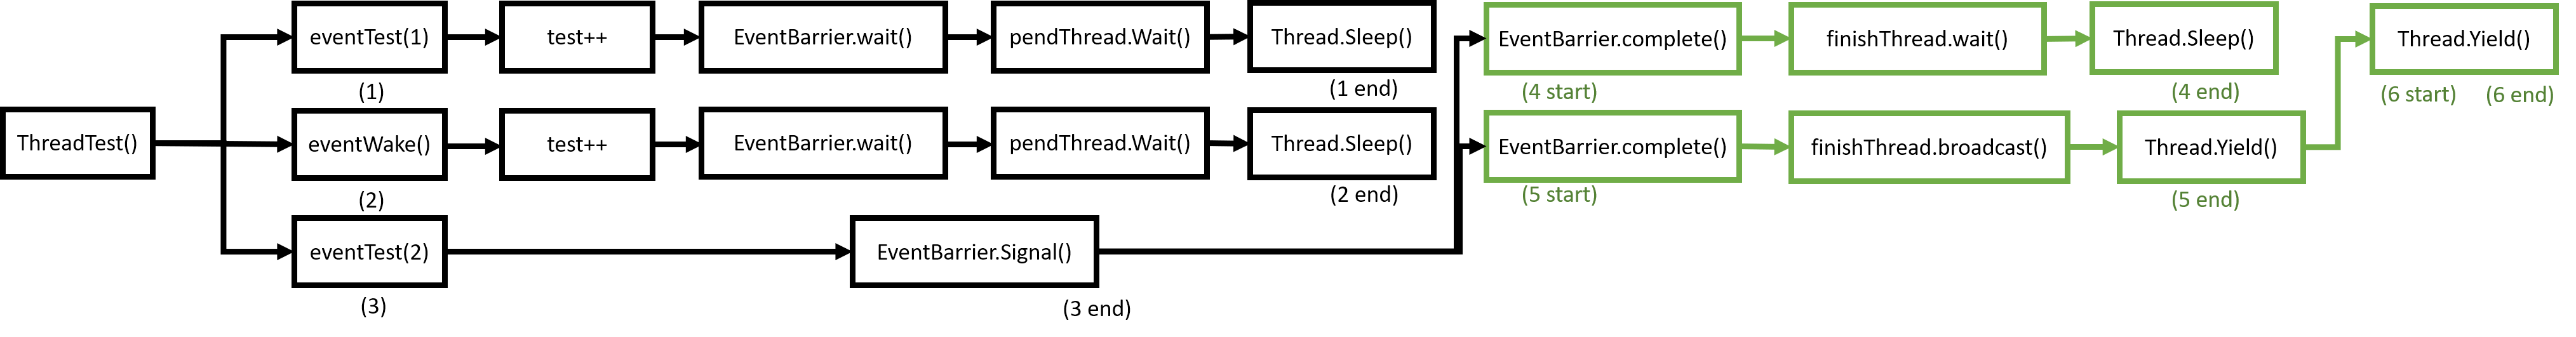 eventTest(1)
test++
EventBarrier.wait()
pendThread.Wait()
Thread.Sleep()
EventBarrier.complete()
finishThread.wait()
Thread.Sleep()
Thread.Yield()
(1)
(1 end)
(4 start)
(4 end)
(6 start)
(6 end)
ThreadTest()
eventWake()
test++
EventBarrier.wait()
pendThread.Wait()
Thread.Sleep()
EventBarrier.complete()
finishThread.broadcast()
Thread.Yield()
(2)
(2 end)
(5 start)
(5 end)
eventTest(2)
EventBarrier.Signal()
(3)
(3 end)